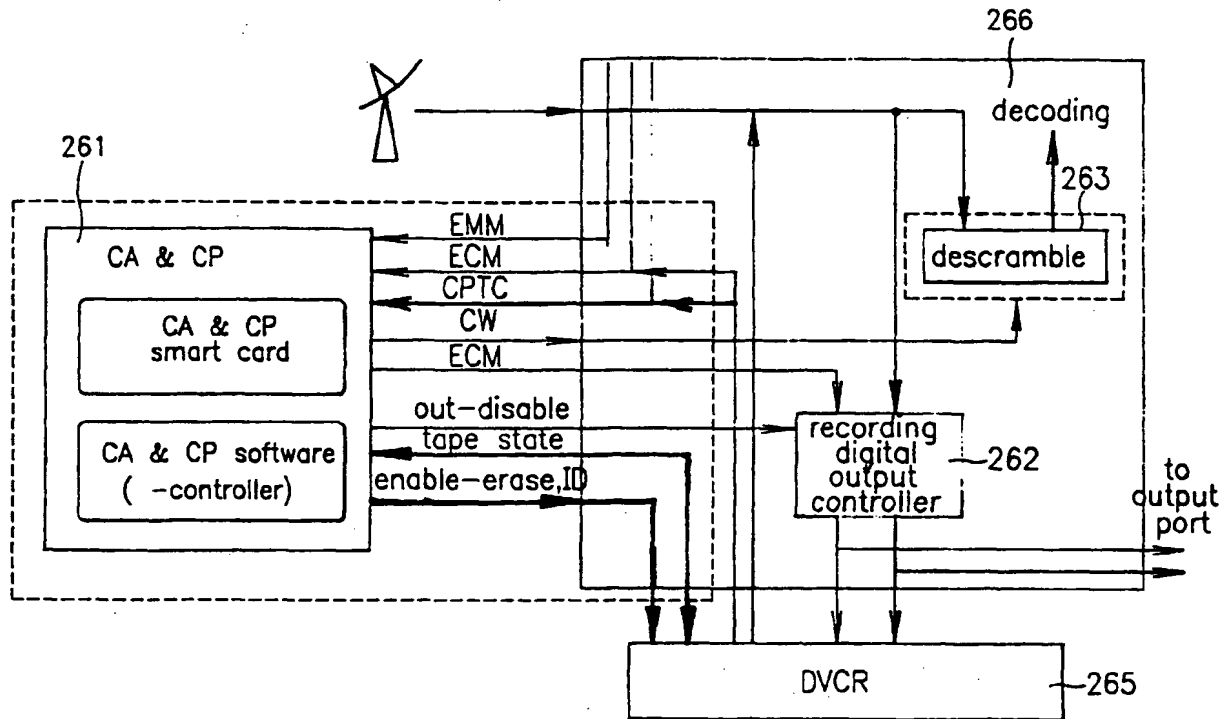 266
decoding
261
263
EMM
CA & CP
ECM
descramble
CPTC
CA & CP
smart card
CW
ECM
out-disable
tape state
recording
digital
output
controller
262
CA & CP software
( -controller)
enable-erase,ID
to
output
port
DVCR
265